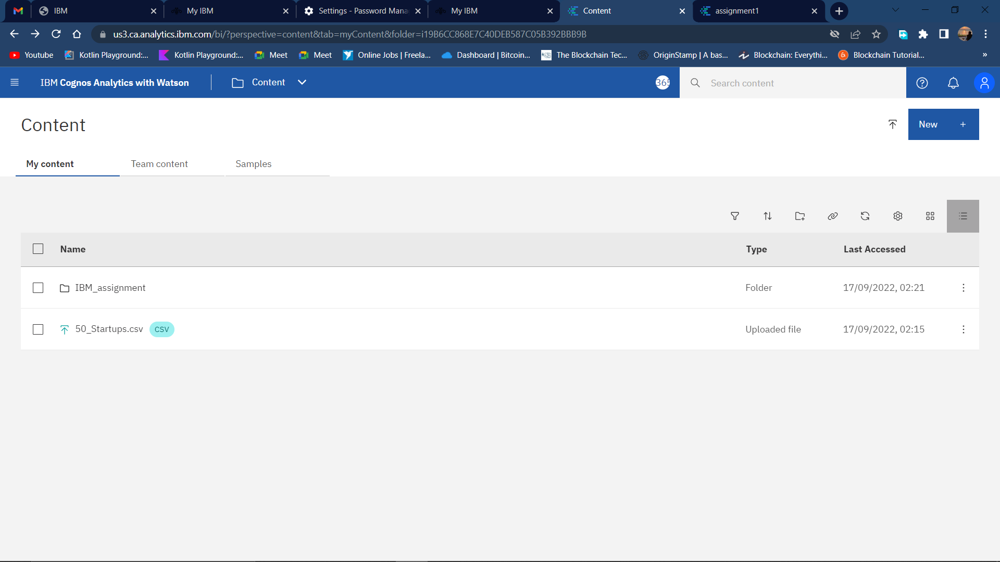 IBM
My IBM
Settings - Password Mana
My IBM
Content
assignment1
us3.ca.analytics.ibm.com/bi/?perspective=content&tab=myContent&folder=i19B6CC868E7C40DEB587C05B392BBB9B
Youtube
Kotlin Playground:...
Kotlin Playground:...
Meet
Meet
Online Jobs | Freela...
Dashboard | Bitcoin...
The Blockchain Tec...
OriginStamp | A bas...
Blockchain: Everythi...
Blockchain Tutorial...
»
IBM Cognos Analytics with Watson
Content
365
Search content
Content
New +
My content
Team content
Samples
Name Type Last Accessed
IBM_assignment Folder 17/09/2022, 02:21
50_Startups.csv CSV Uploaded file 17/09/2022, 02:15